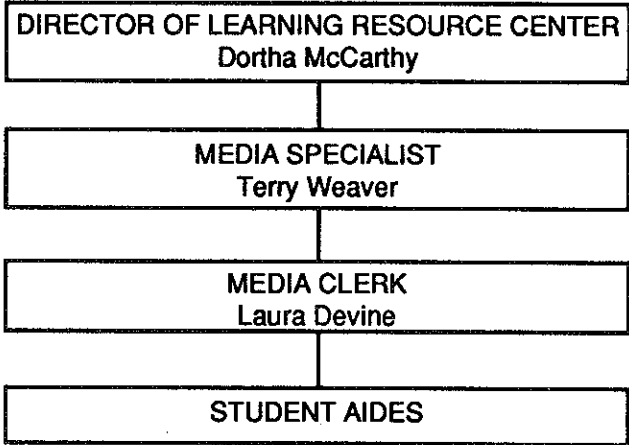 DIRECTOR OF LEARNING RESOURCE CENTER
Dortha McCarthy
MEDIA SPECIALIST
Terry Weaver
MEDIA CLERK
Laura Devine
STUDENT AIDES